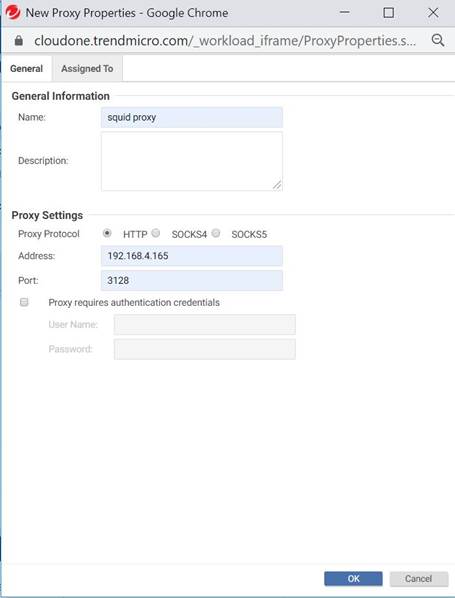 New Proxy Properties - Google Chrome
cloudone.trendmicro.com/_workload_iframe/ProxyProperties.s...
General Assigned To
General Information
Name: squid proxy
Description:
Proxy Settings
Proxy Protocol HTTP SOCKS4 SOCKS5
Address: 192.168.4.165
Port: 3128
Proxy requires authentication credentials
User Name:
Password:
OK Cancel